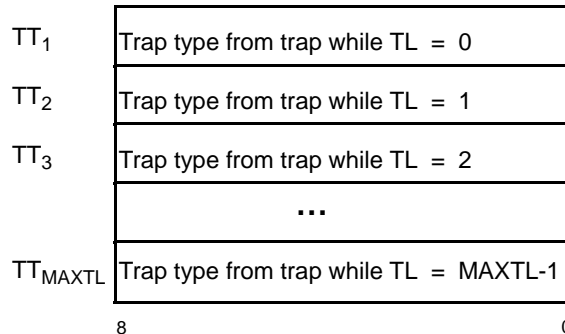 TT1 Trap type from trap while TL = 0
TT2 Trap type from trap while TL = 1
TT3 Trap type from trap while TL = 2
...
TTMAXTL Trap type from trap while TL = MAXTL-1
8 0